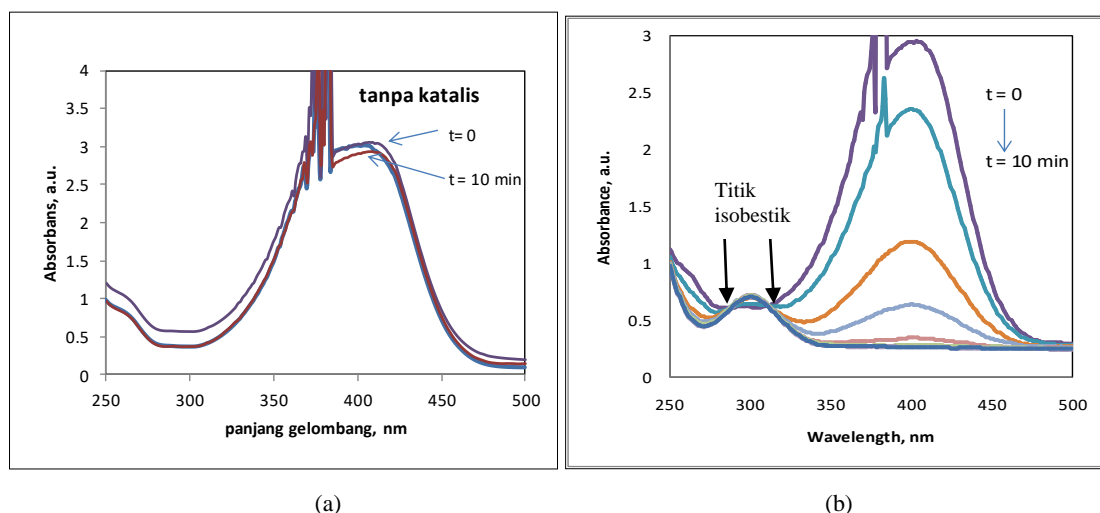 tanpa katalis
t= 0
t = 10 min
Absorbans, a.u.
4
3.5
3
2.5
2
1.5
1
0.5
0
250
300
350
400
450
500
panjang gelombang, nm
(a)
t = 0
t = 10 min
Titik
isobestik
Absorbance, a.u.
3
2.5
2
1.5
1
0.5
0
250
300
350
400
450
500
Wavelength, nm
(b)